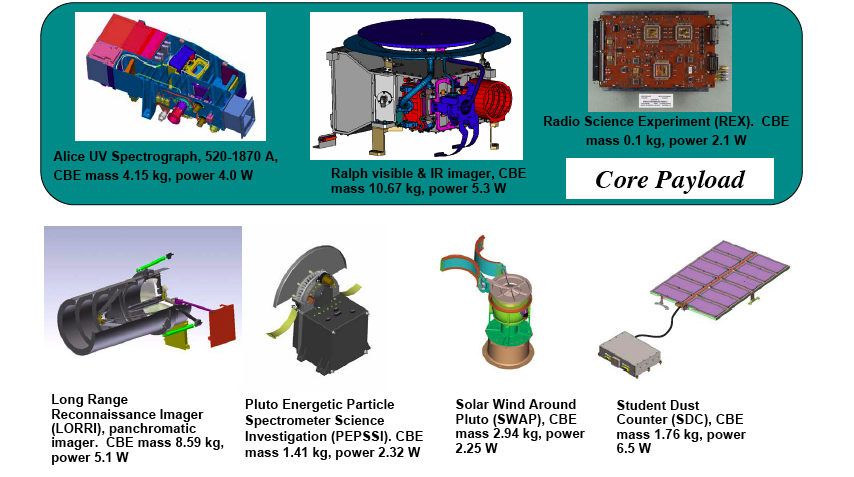 Alice UV Spectrograph, 520-1870 A,
CBE mass 4.15 kg, power 4.0 W
Ralph visible & IR imager, CBE
mass 10.67 kg, power 5.3 W
Radio Science Experiment (REX).  CBE
mass 0.1 kg, power 2.1 W
Core Payload
Long Range
Reconnaissance Imager
(LORRI), panchromatic
imager.  CBE mass 8.59 kg,
power 5.1 W
Pluto Energetic Particle
Spectrometer Science
Investigation (PEPSSI). CBE
mass 1.41 kg, power 2.32 W
Solar Wind Around
Pluto (SWAP), CBE
mass 2.94 kg, power
2.25 W
Student Dust
Counter (SDC), CBE
mass 1.76 kg, power
6.5 W